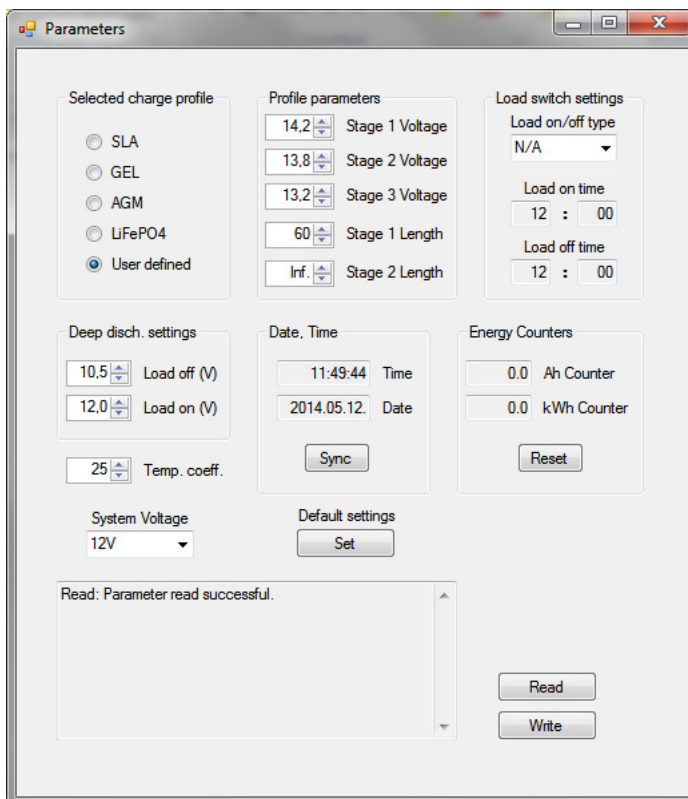 Parameters
Selected charge profile
SLA
GEL
AGM
LiFePO4
User defined
Profile parameters
14,2 Stage 1 Voltage
13,8 Stage 2 Voltage
13,2 Stage 3 Voltage
60 Stage 1 Length
Inf. Stage 2 Length
Load switch settings
Load on/off type
N/A
Load on time
12 : 00
Load off time
12 : 00
Deep disch. settings
10,5 Load off (V)
12,0 Load on (V)
25 Temp. coeff.
Date, Time
11:49:44 Time
2014.05.12. Date
Sync
Energy Counters
0.0 Ah Counter
0.0 kWh Counter
Reset
System Voltage
12V
Default settings
Set
Read: Parameter read successful.
Read
Write